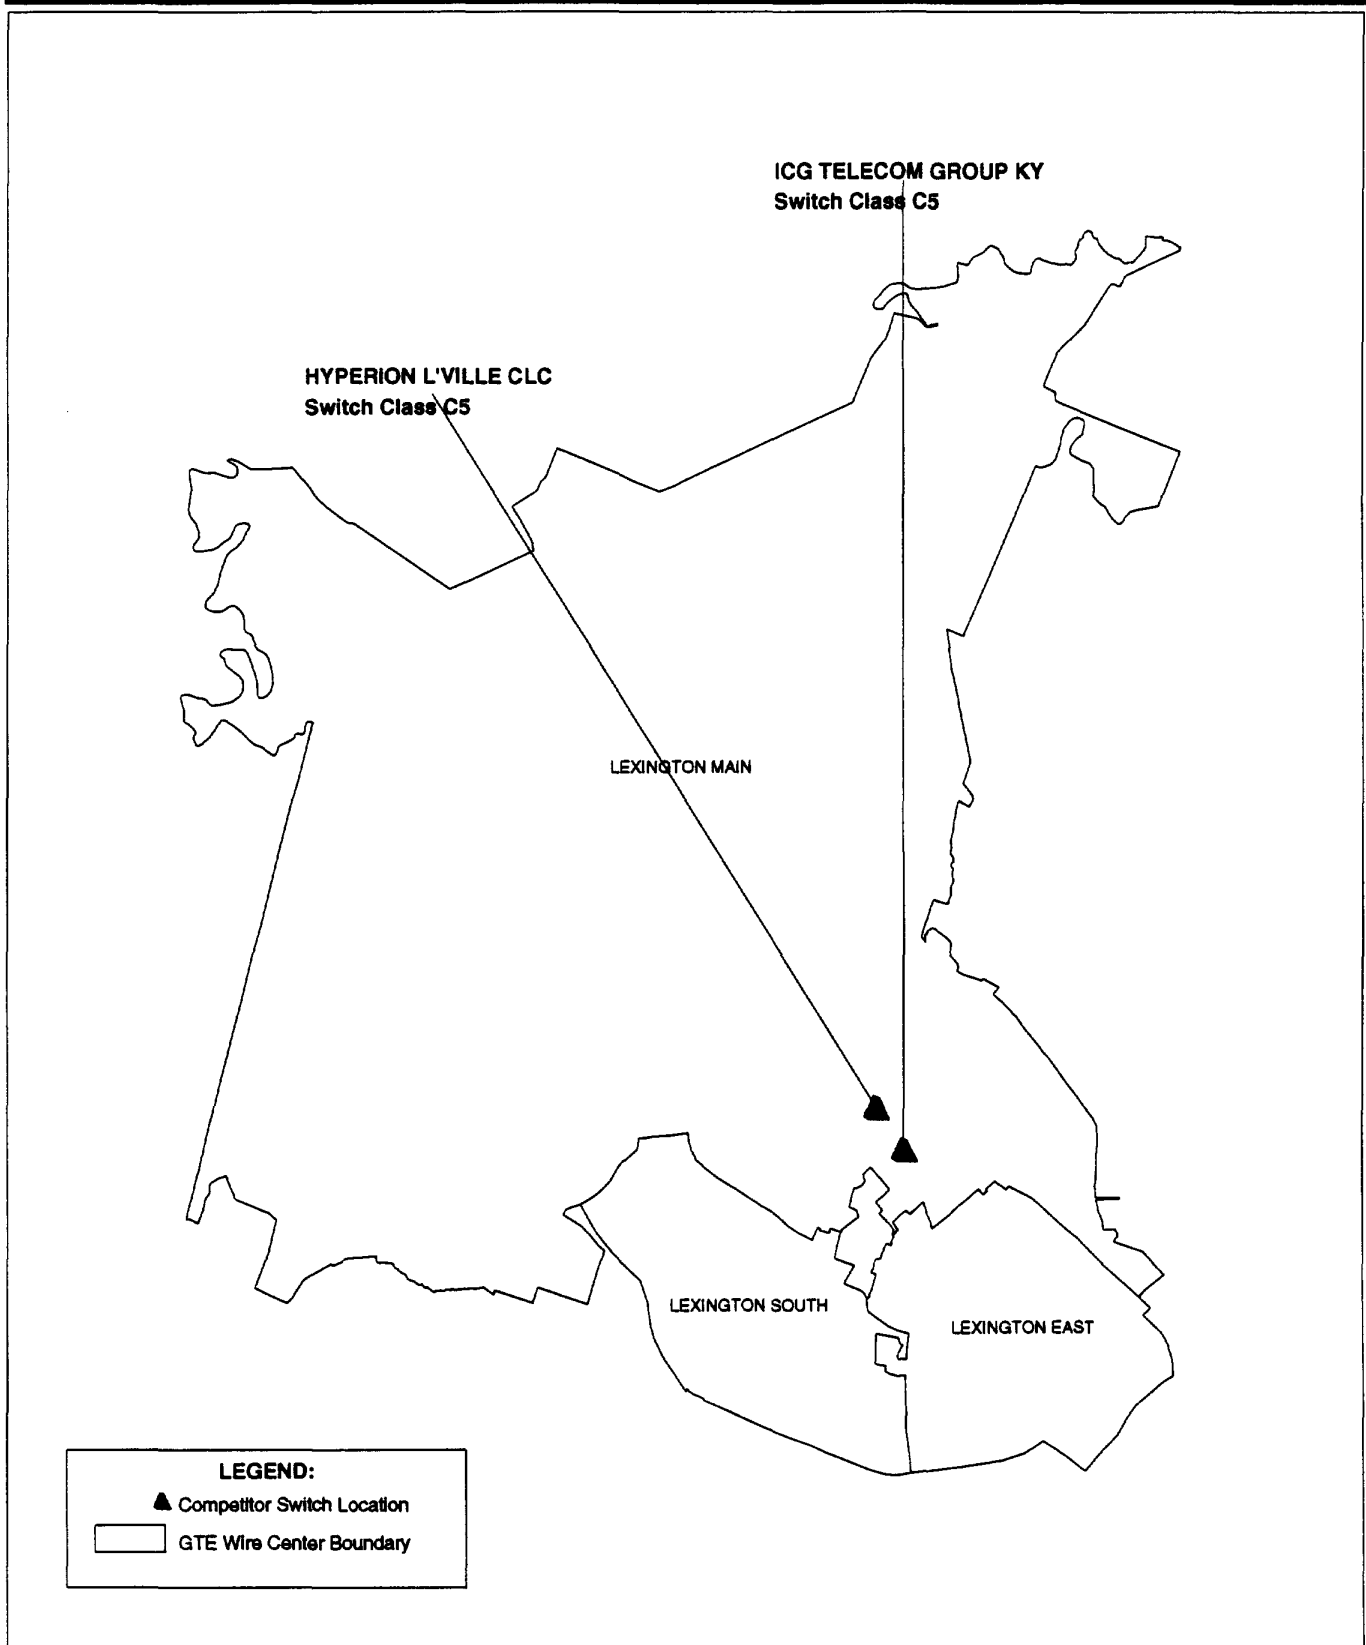 ICG TELECOM GROUP KY
Switch Class C5
HYPERION L'VILLE CLC
Switch Class C5
LEXINGTON MAIN
LEXINGTON SOUTH
LEXINGTON EAST
LEGEND:
Competitor Switch Location
GTE Wire Center Boundary